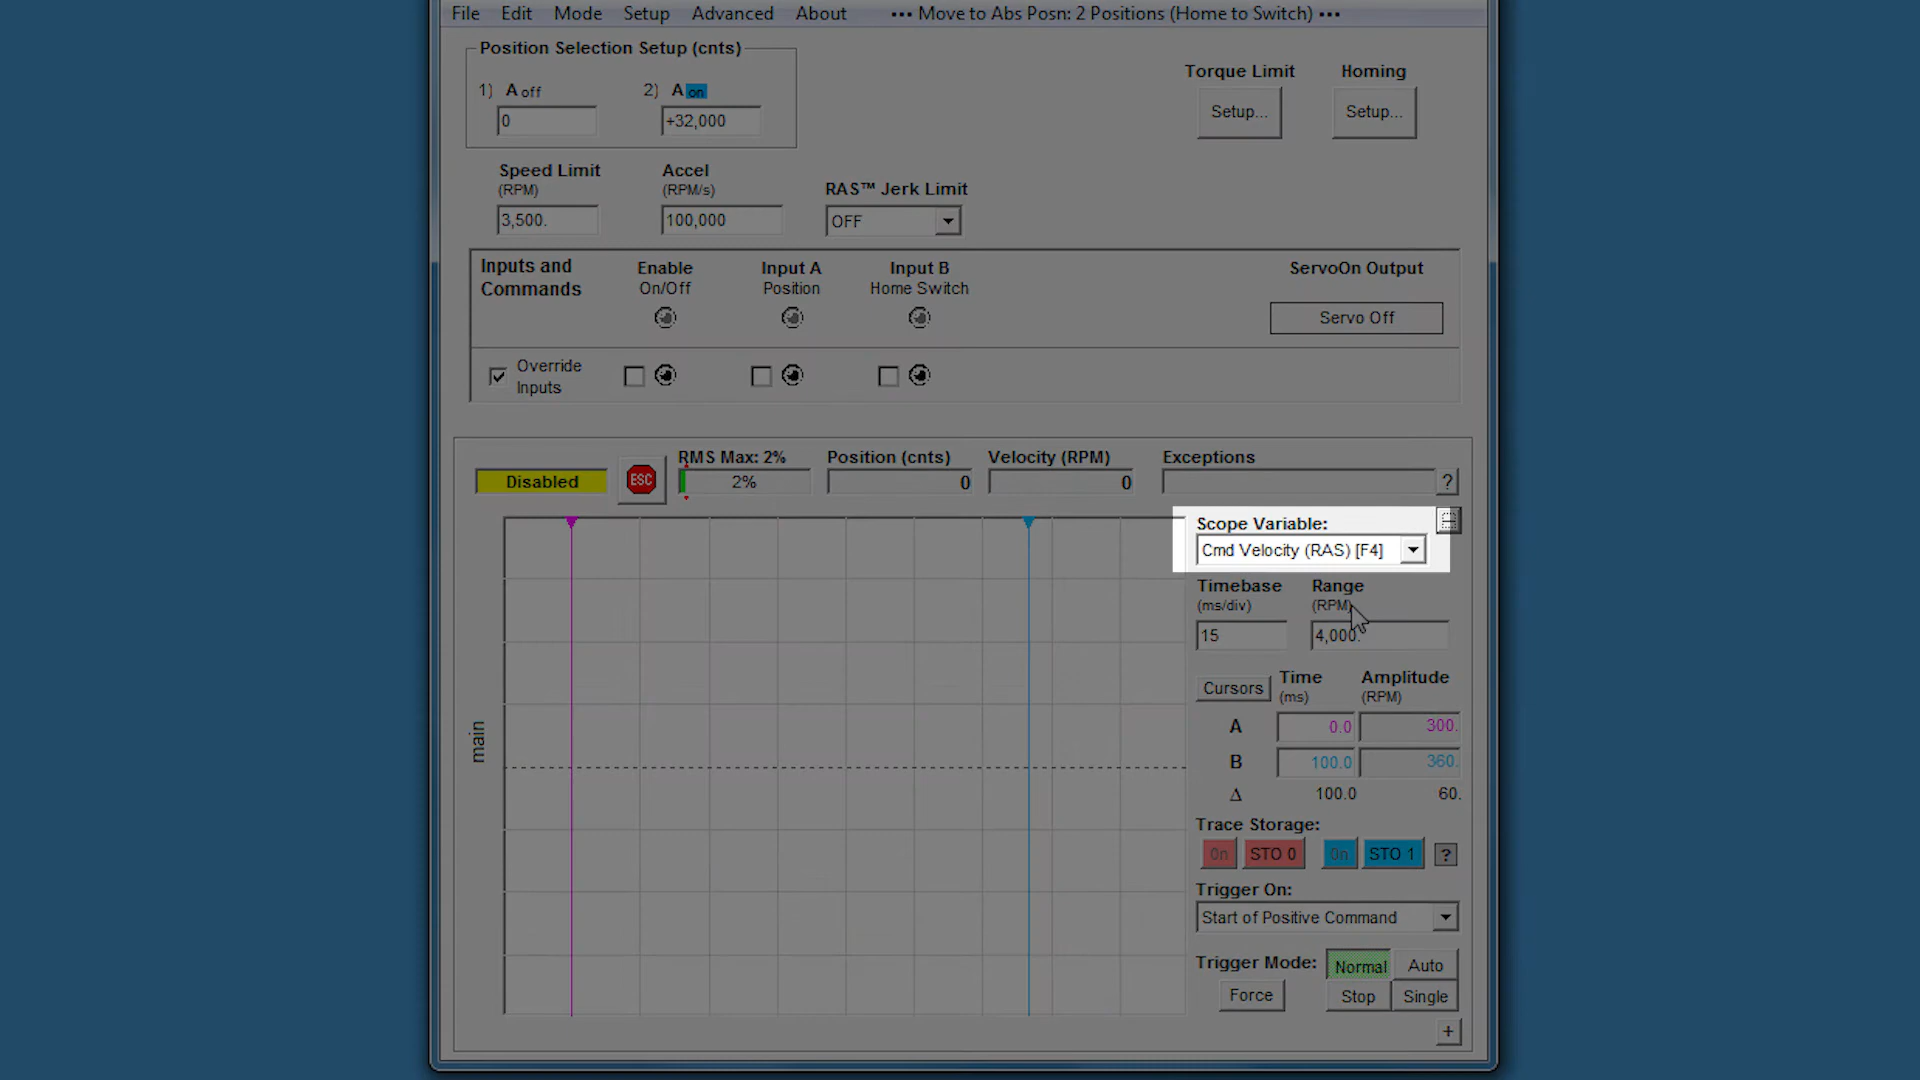 File Edit Mode Setup Advanced About ••• Move to Abs Posn: 2 Positions (Home to Switch) •••
Position Selection Setup (cnts)
1) A off 2) A on
0 +32,000
Torque Limit Homing
Setup... Setup...
Speed Limit Accel
(RPM) (RPM/s) RAS™ Jerk Limit
3,500. 100,000 OFF
Inputs and Enable Input A Input B ServoOn Output
Commands On/Off Position Home Switch
Servo Off
Override
Inputs
RMS Max: 2% Position (cnts) Velocity (RPM) Exceptions
Disabled ESC 2% 0 0 ?
Scope Variable:
Cmd Velocity (RAS) [F4]
Timebase Range
(ms/div) (RPM)
15 4,000.
Cursors Time Amplitude
(ms) (RPM)
A 0.0 300.
main
B 100.0 360.
Δ 100.0 60.
Trace Storage:
On STO 0 On STO 1 ?
Trigger On:
Start of Positive Command
Trigger Mode: Normal Auto
Force Stop Single
+